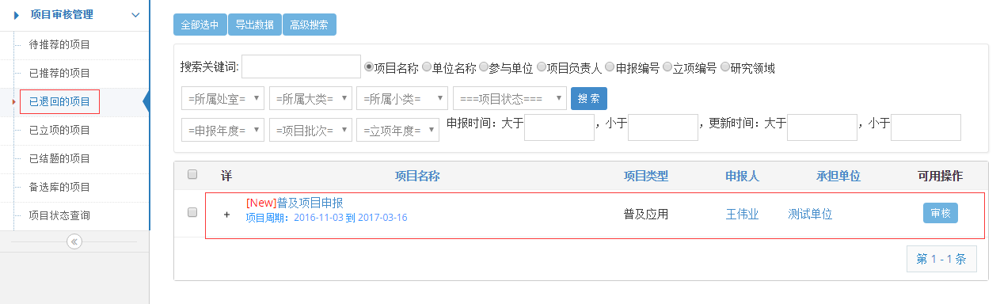 项目审核管理
待推荐的项目
已推荐的项目
已退回的项目
已立项的项目
已结题的项目
备选库的项目
项目状态查询
全部选中 导出数据 高级搜索
搜索关键词: 项目名称 单位名称 参与单位 项目负责人 申报编号 立项编号 研究领域
=所属处室= =所属大类= =所属小类= ===项目状态=== 搜 索
=申报年度= =项目批次= =立项年度= 申报时间：大于 ，小于 ，更新时间：大于 ，小于
详 项目名称 项目类型 申报人 承担单位 可用操作
+ [New]普及项目申报 普及应用 王伟业 测试单位 审核
项目周期：2016-11-03 到 2017-03-16
第 1 - 1 条